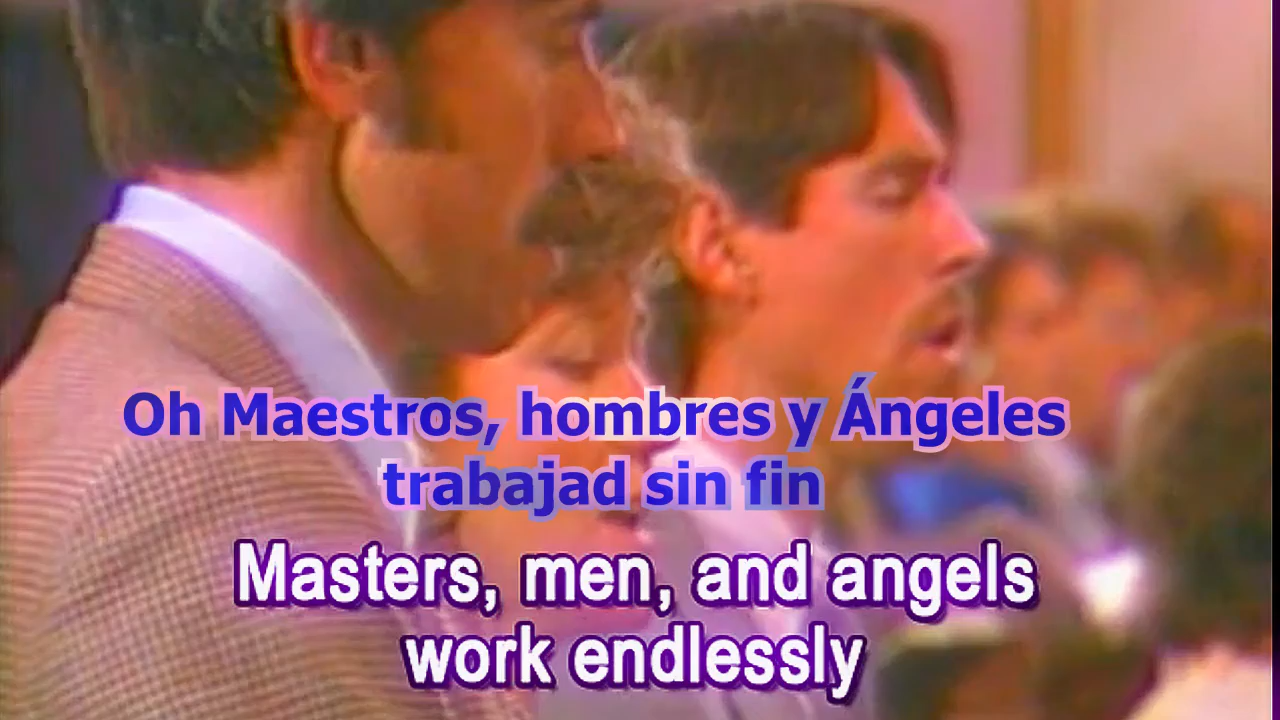 Oh Maestros, hombres y Ángeles
trabajad sin fin
Masters, men, and angels
work endlessly